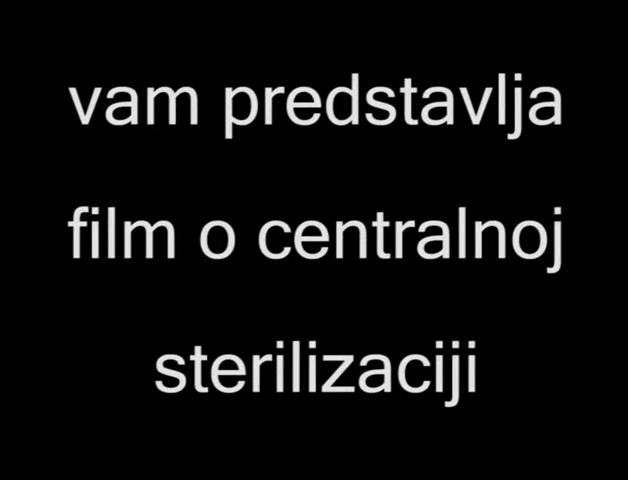 vam predstavlja
film o centralnoj
sterilizaciji